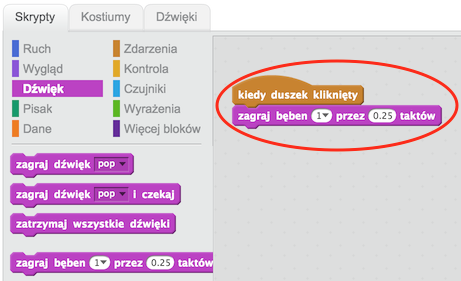 Skrypty Kostiumy Dźwięki
Ruch Zdarzenia
Wygląd Kontrola
Dźwięk Czujniki
Pisak Wyrażenia
Dane Więcej bloków
zagraj dźwięk pop
zagraj dźwięk pop i czekaj
zatrzymaj wszystkie dźwięki
zagraj bęben 1 przez 0.25 taktów
kiedy duszek kliknięty
zagraj bęben 1 przez 0.25 taktów